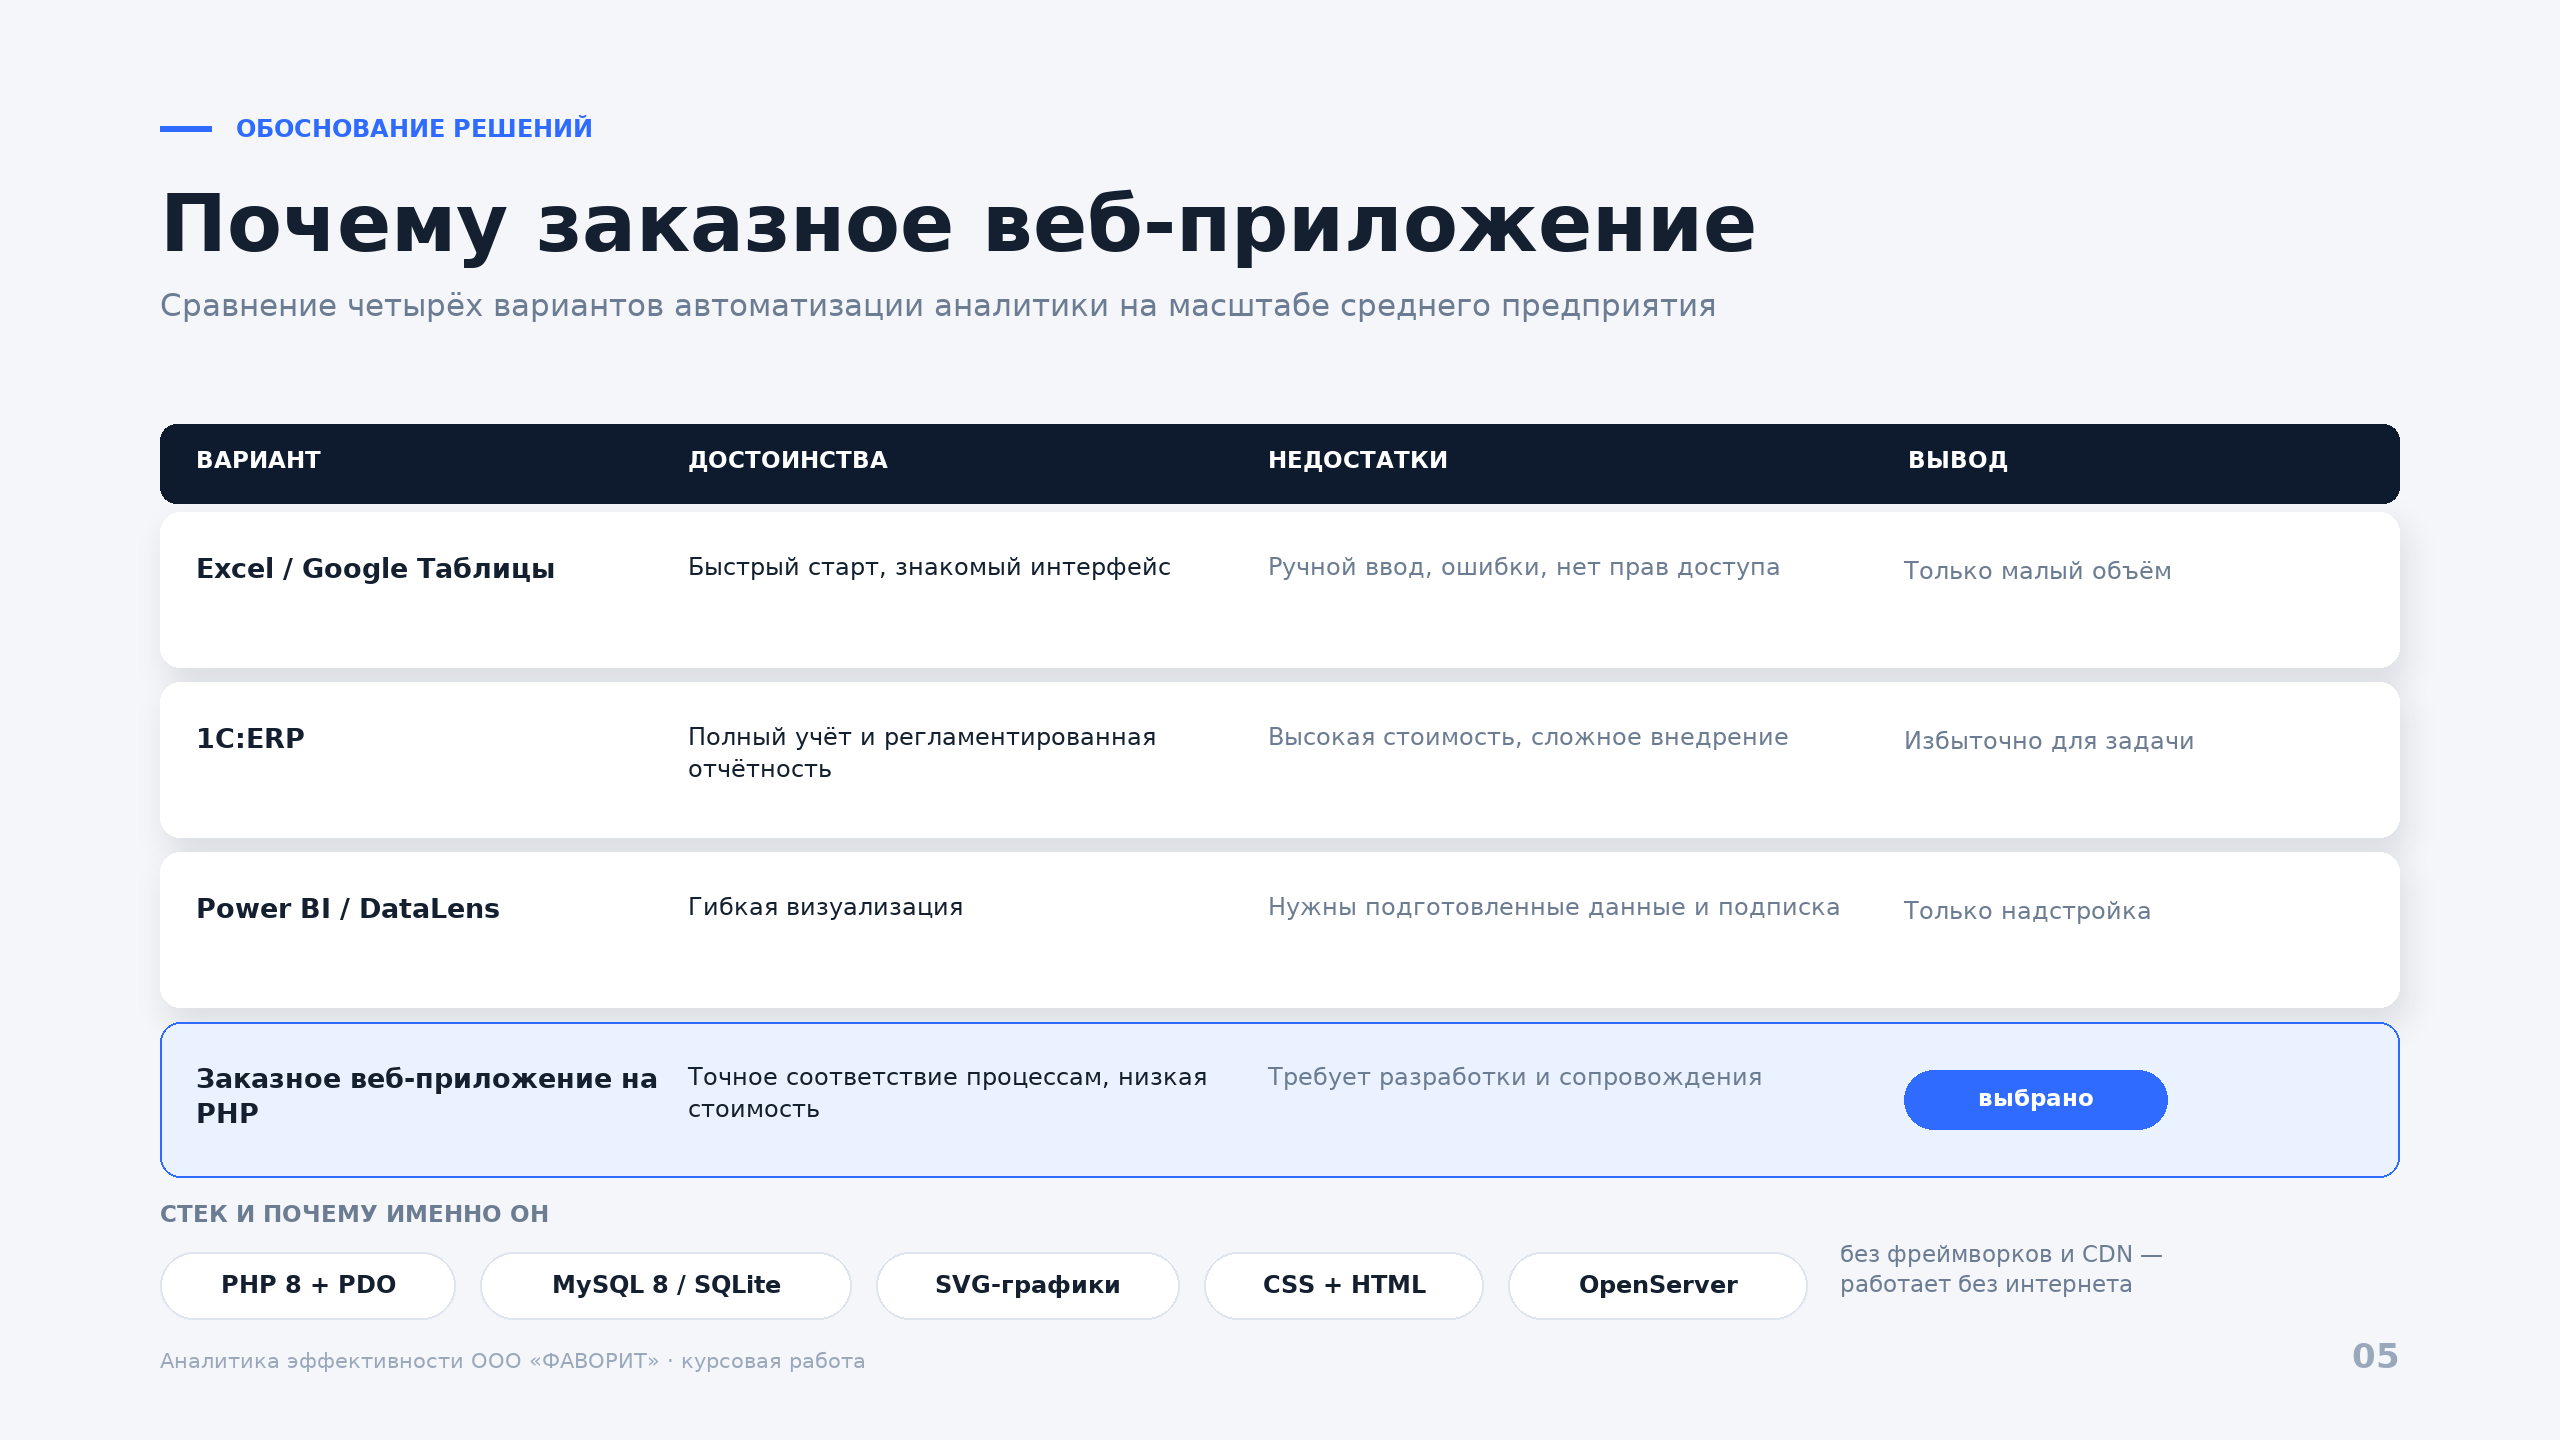 ОБОСНОВАНИЕ РЕШЕНИЙ
Почему заказное веб-приложение
Сравнение четырёх вариантов автоматизации аналитики на масштабе среднего предприятия
ВАРИАНТ ДОСТОИНСТВА НЕДОСТАТКИ ВЫВОД
Excel / Google Таблицы Быстрый старт, знакомый интерфейс Ручной ввод, ошибки, нет прав доступа Только малый объём
1С:ERP Полный учёт и регламентированная Высокая стоимость, сложное внедрение Избыточно для задачи
отчётность
Power BI / DataLens Гибкая визуализация Нужны подготовленные данные и подписка Только надстройка
Заказное веб-приложение на Точное соответствие процессам, низкая Требует разработки и сопровождения выбрано
PHP стоимость
СТЕК И ПОЧЕМУ ИМЕННО ОН
PHP 8 + PDO MySQL 8 / SQLite SVG-графики CSS + HTML OpenServer без фреймворков и CDN —
работает без интернета
Аналитика эффективности ООО «ФАВОРИТ» · курсовая работа 05